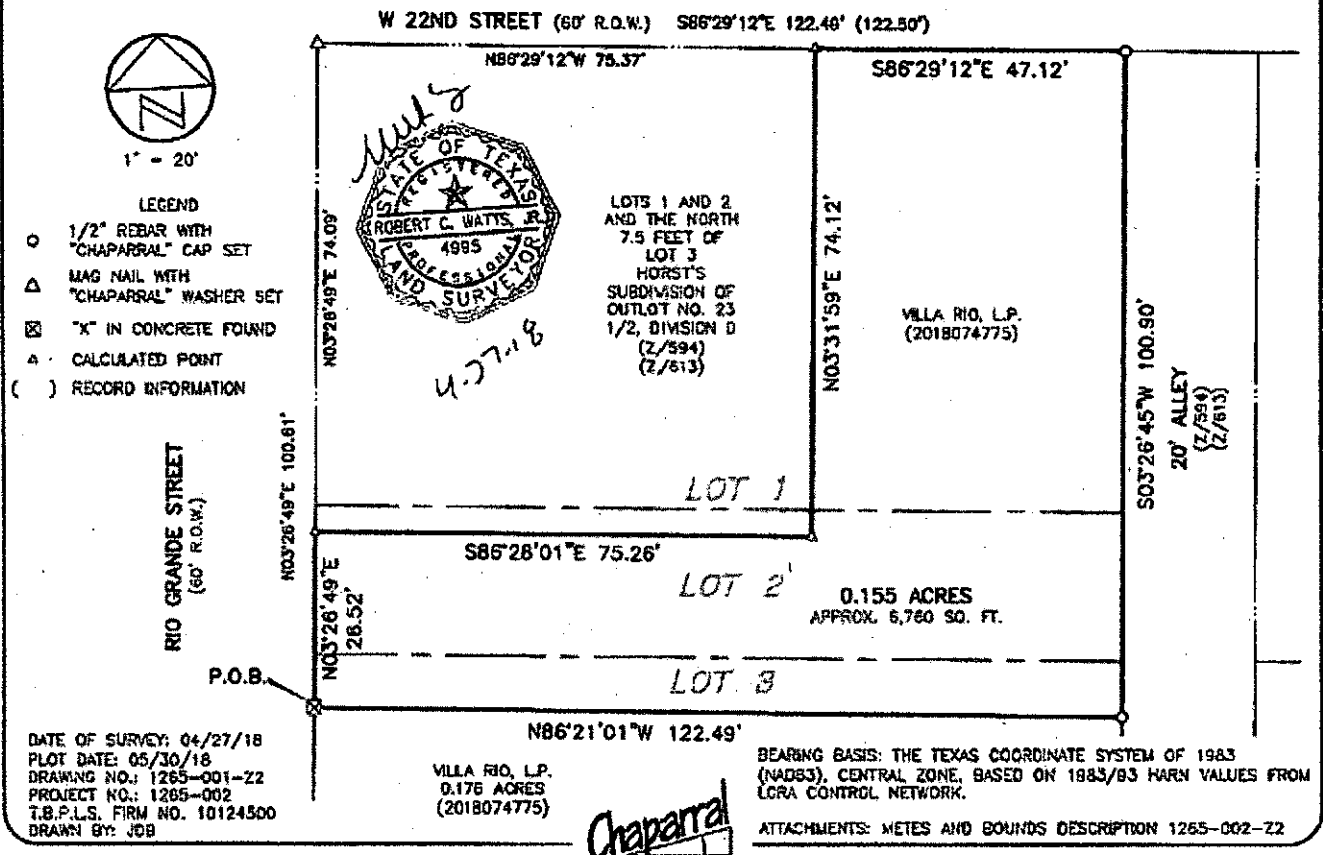 W 22ND STREET (60' R.O.W.) S86°29'12"E 122.48' (122.50')
N86°29'12"W 75.37'
S86°29'12"E 47.12'
1" = 20'
LEGEND
1/2" REBAR WITH
"CHAPARRAL" CAP SET
MAG NAIL WITH
"CHAPARRAL" WASHER SET
"X" IN CONCRETE FOUND
CALCULATED POINT
( ) RECORD INFORMATION
STATE OF TEXAS
REGISTERED
ROBERT C. WATTS, JR.
4995
PROFESSIONAL
LAND SURVEYOR
4.27.18
LOTS 1 AND 2
AND THE NORTH
7.5 FEET OF
LOT 3
HORST'S
SUBDIVISION OF
OUTLOT NO. 23
1/2, DIVISION D
(Z/594)
(Z/613)
N03°26'49"E 74.09'
N03°31'59"E 74.12'
VILLA RIO, L.P.
(2018074775)
S03°26'45"W 100.90'
20' ALLEY
(Z/594)
(Z/613)
RIO GRANDE STREET
(60' R.O.W.)
N03°26'49"E 100.61'
LOT 1
S86°28'01"E 75.26'
N03°26'49"E
26.52'
LOT 2
0.155 ACRES
APPROX. 6,760 SQ. FT.
P.O.B.
LOT 3
N86°21'01"W 122.49'
DATE OF SURVEY: 04/27/18
PLOT DATE: 05/30/18
DRAWING NO.: 1265-001-Z2
PROJECT NO.: 1265-002
T.B.P.L.S. FIRM NO. 10124500
DRAWN BY: JDB
VILLA RIO, L.P.
0.176 ACRES
(2018074775)
Chaparral
BEARING BASIS: THE TEXAS COORDINATE SYSTEM OF 1983
(NAD83), CENTRAL ZONE, BASED ON 1983/93 HARN VALUES FROM
LCRA CONTROL NETWORK.
ATTACHMENTS: METES AND BOUNDS DESCRIPTION 1265-002-Z2